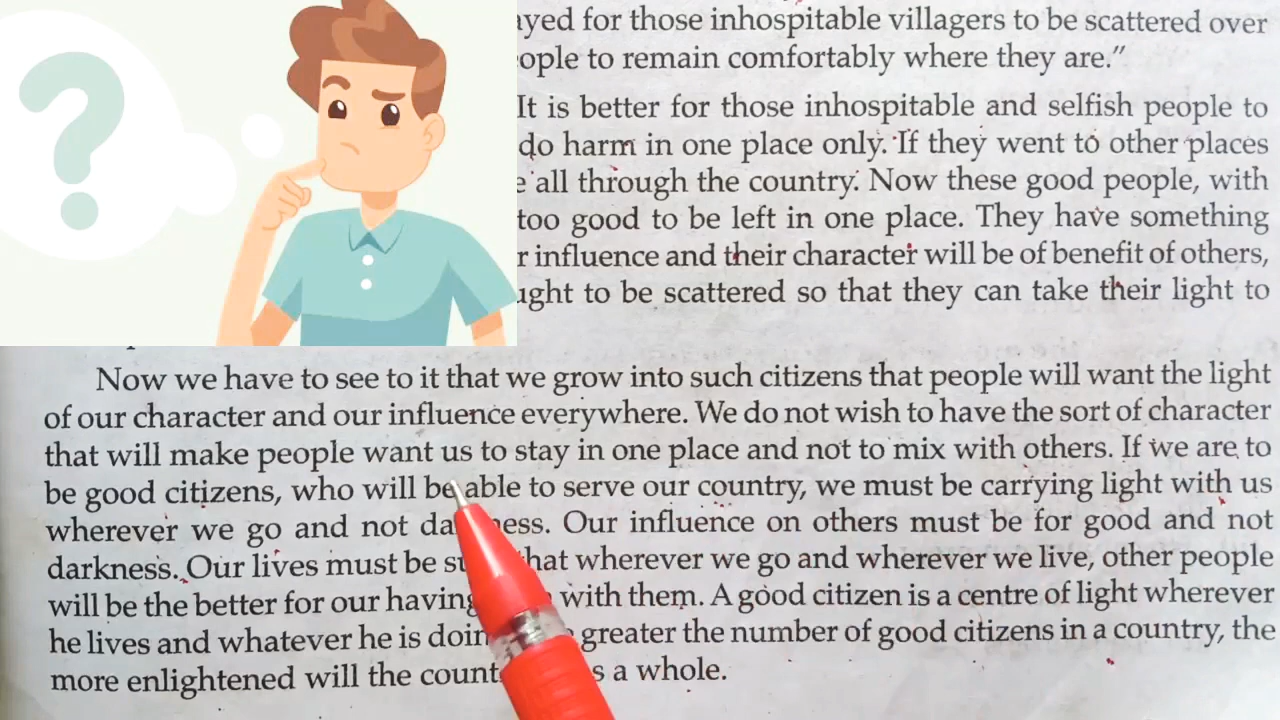 yed for those inhospitable villagers to be scattered over
ople to remain comfortably where they are."
It is better for those inhospitable and selfish people to
do harm in one place only. If they went to other places
e all through the country. Now these good people, with
too good to be left in one place. They have something
r influence and their character will be of benefit of others,
ght to be scattered so that they can take their light to
Now we have to see to it that we grow into such citizens that people will want the light
of our character and our influence everywhere. We do not wish to have the sort of character
that will make people want us to stay in one place and not to mix with others. If we are to
be good citizens, who will be able to serve our country, we must be carrying light with us
wherever we go and not da ness. Our influence on others must be for good and not
darkness. Our lives must be su hat wherever we go and wherever we live, other people
will be the better for our having with them. A good citizen is a centre of light wherever
he lives and whatever he is doin greater the number of good citizens in a country, the
more enlightened will the count s a whole.